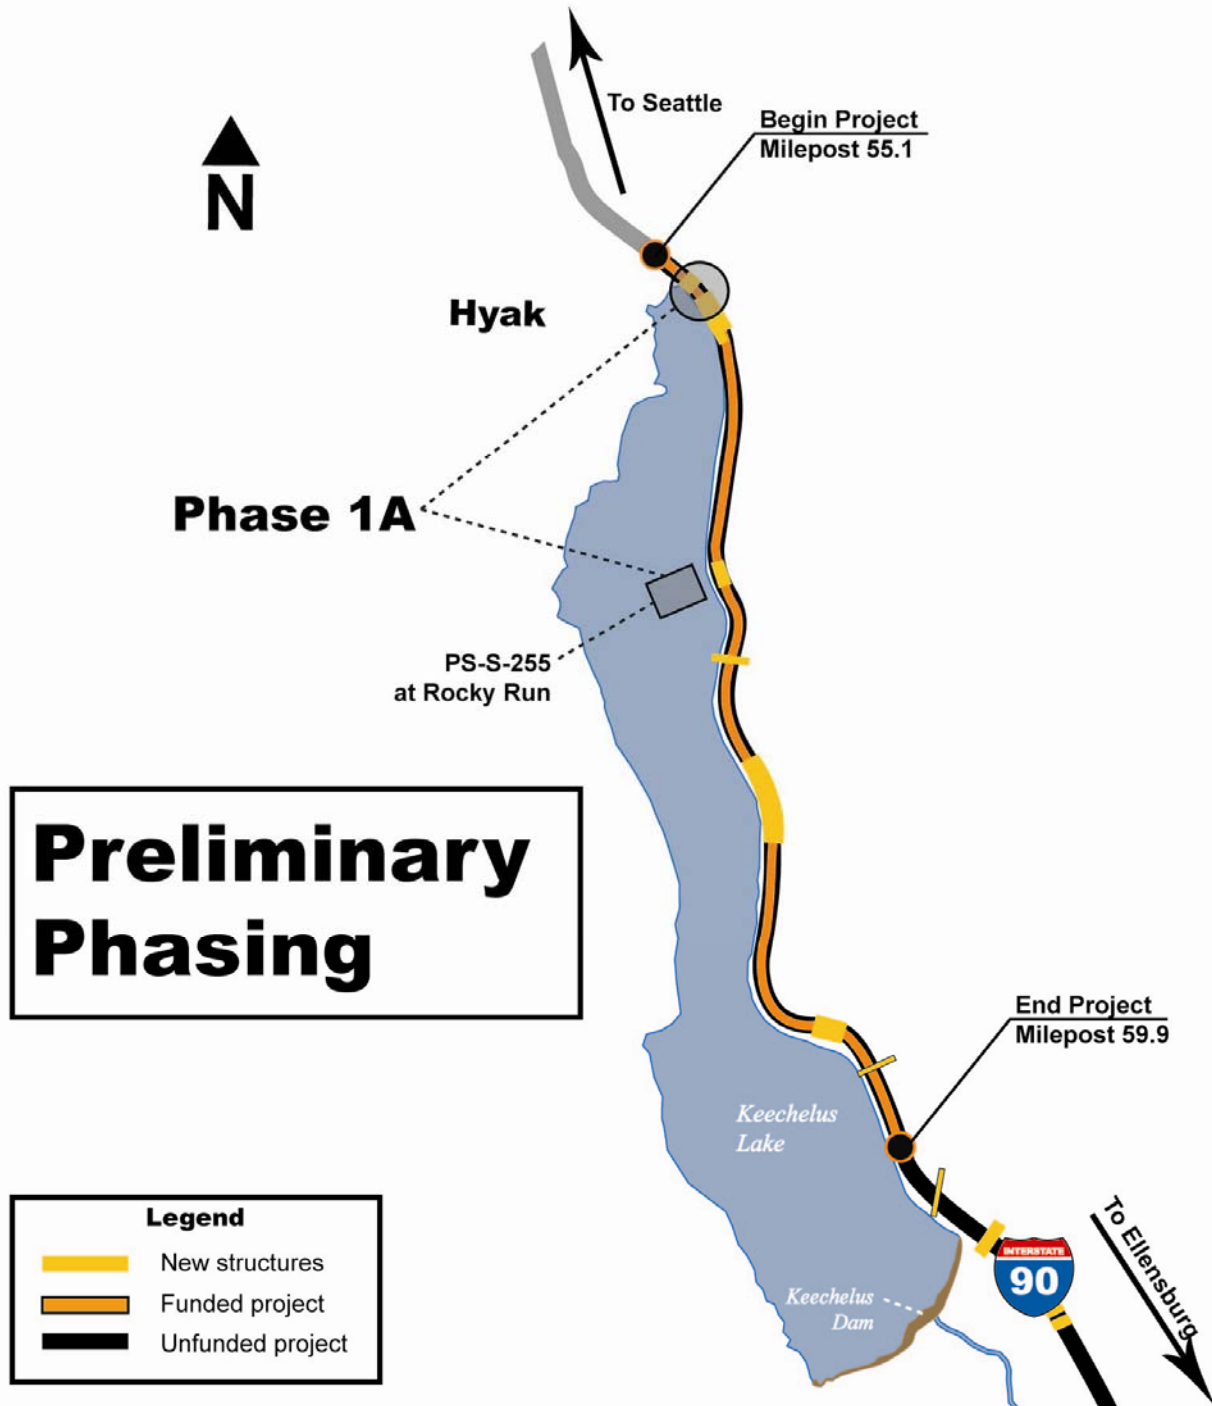 To Seattle
Begin Project
Milepost 55.1
N
Hyak
Phase 1A
PS-S-255
at Rocky Run
Preliminary
Phasing
End Project
Milepost 59.9
Keechelus
Lake
Legend
New structures
Funded project
Unfunded project
Keechelus
Dam
INTERSTATE
90
To Ellensburg